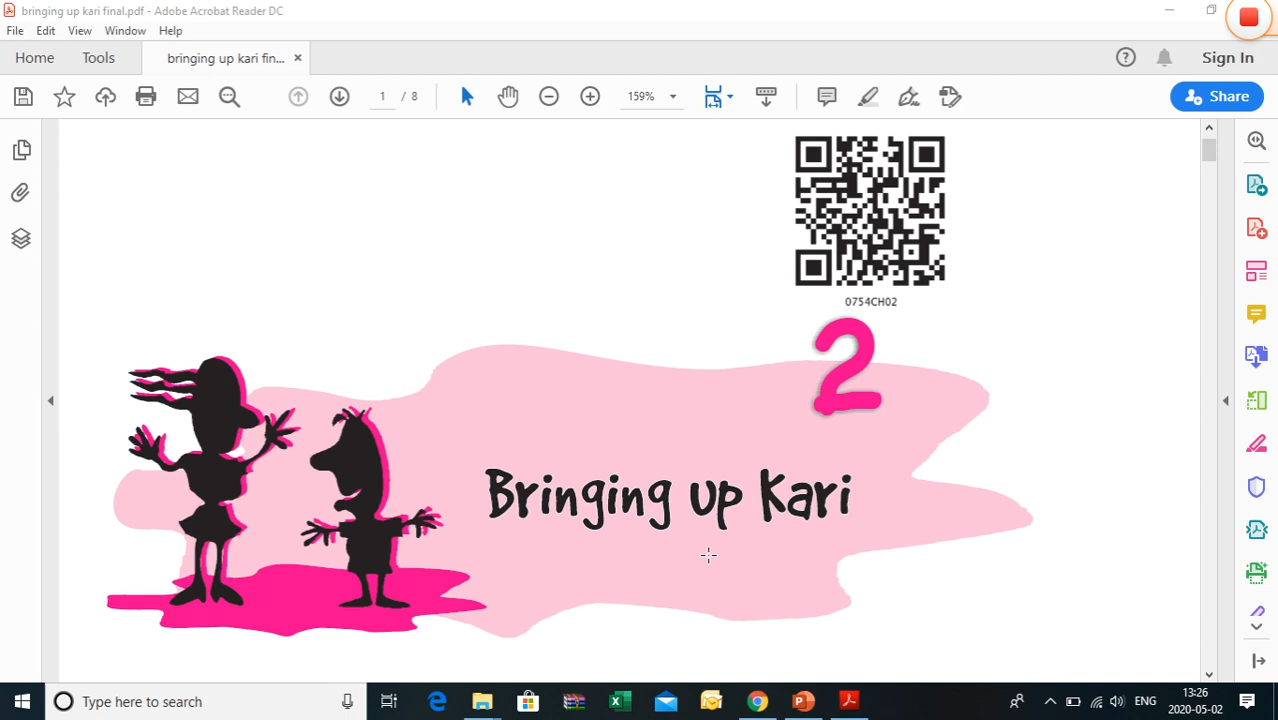 bringing up kari final.pdf - Adobe Acrobat Reader DC
File Edit View Window Help
Home Tools bringing up kari fin... × Sign In
1 / 8 159% Share
0754CH02
2
Bringing up Kari
Type here to search ENG 13:26
2020-05-02